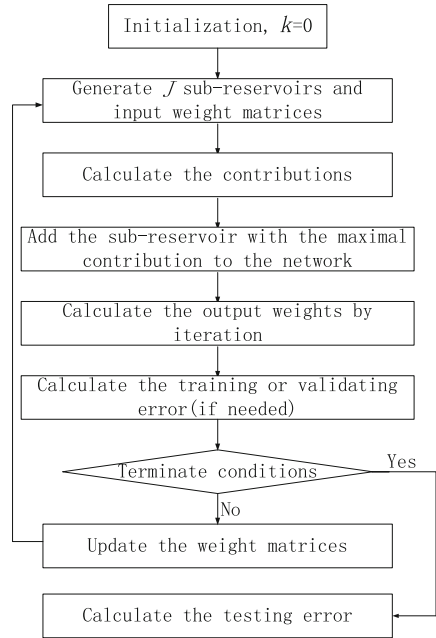 Initialization, k=0
Generate J sub-reservoirs and
input weight matrices
Calculate the contributions
Add the sub-reservoir with the maximal
contribution to the network
Calculate the output weights by
iteration
Calculate the training or validating
error(if needed)
Terminate conditions
Yes
No
Update the weight matrices
Calculate the testing error